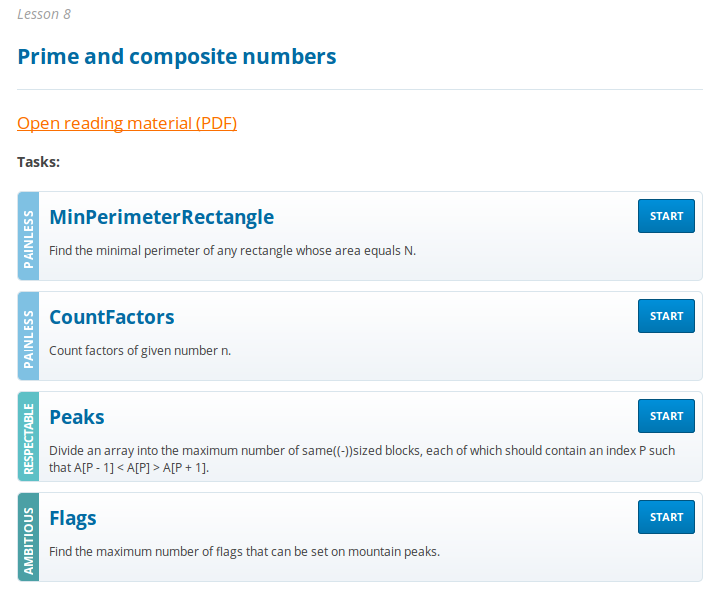 Lesson 8
Prime and composite numbers
Open reading material (PDF)
Tasks:
PAINLESS
MinPerimeterRectangle
START
Find the minimal perimeter of any rectangle whose area equals N.
PAINLESS
CountFactors
START
Count factors of given number n.
RESPECTABLE
Peaks
START
Divide an array into the maximum number of same((-))sized blocks, each of which should contain an index P such
that A[P - 1] < A[P] > A[P + 1].
AMBITIOUS
Flags
START
Find the maximum number of flags that can be set on mountain peaks.